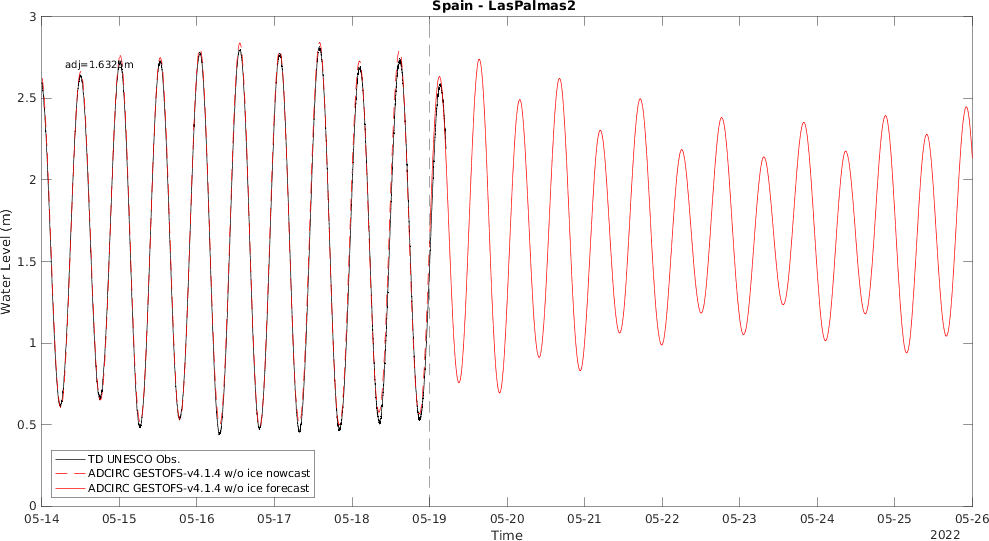 Spain - LasPalmas2
3
adj=1.6325m
2.5
2
Water Level (m)
1.5
1
0.5
TD UNESCO Obs.
ADCIRC GESTOFS-v4.1.4 w/o ice nowcast
ADCIRC GESTOFS-v4.1.4 w/o ice forecast
0
05-14 05-15 05-16 05-17 05-18 05-19 05-20 05-21 05-22 05-23 05-24 05-25 05-26
Time
2022